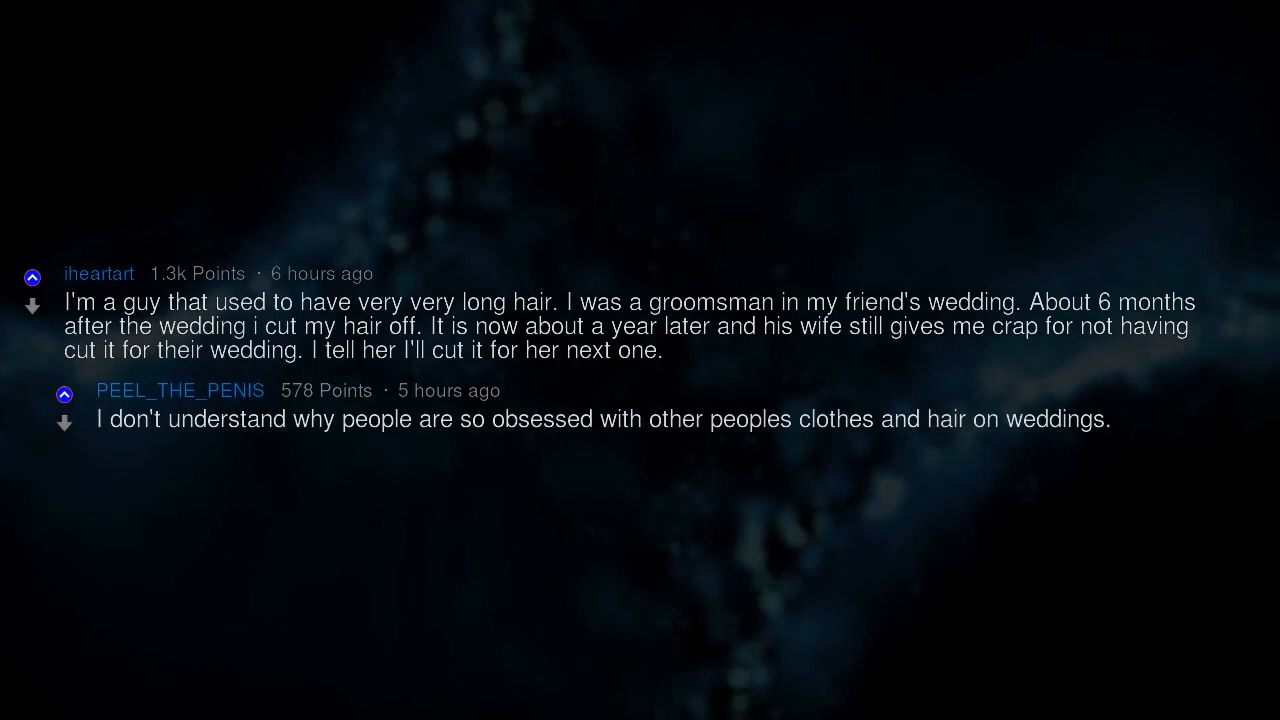 iheartart 1.3k Points · 6 hours ago
I'm a guy that used to have very very long hair. I was a groomsman in my friend's wedding. About 6 months
after the wedding i cut my hair off. It is now about a year later and his wife still gives me crap for not having
cut it for their wedding. I tell her I'll cut it for her next one.
PEEL_THE_PENIS 578 Points · 5 hours ago
I don't understand why people are so obsessed with other peoples clothes and hair on weddings.